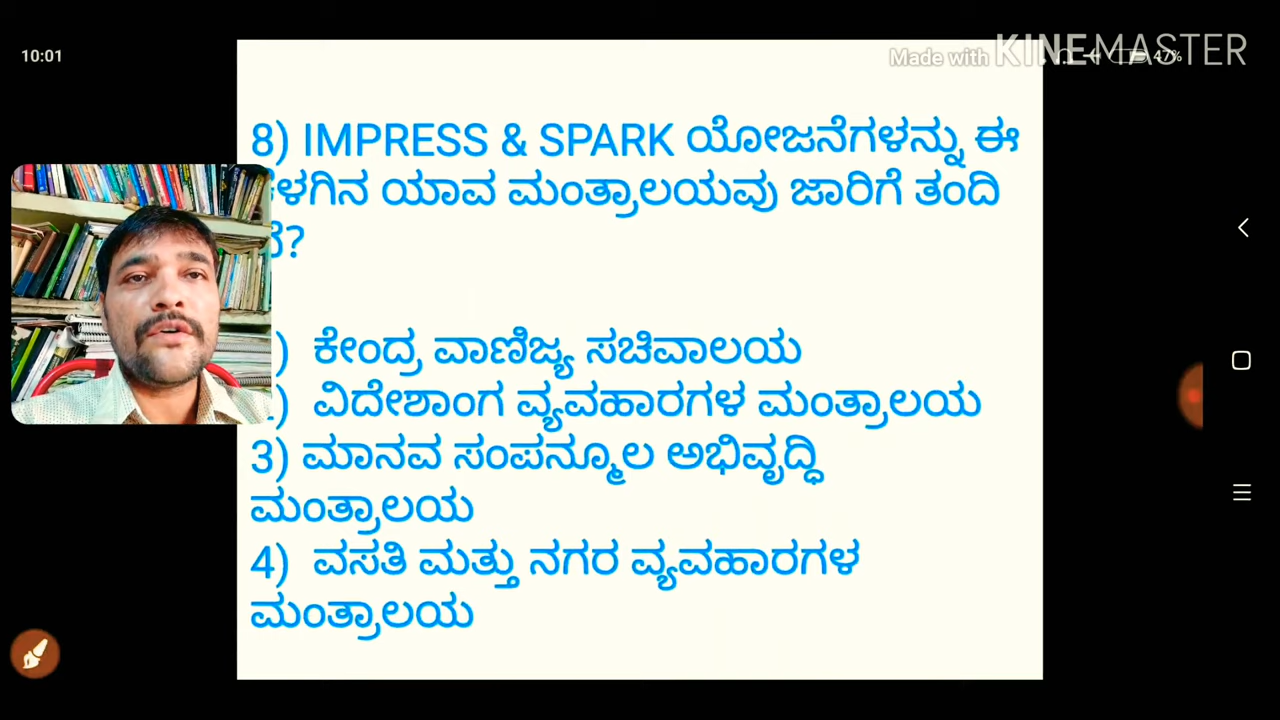 10:01
Made with KINEMASTER
47%
8) IMPRESS & SPARK ಯೋಜನೆಗಳನ್ನು ಈ
ಳಗಿನ ಯಾವ ಮಂತ್ರಾಲಯವು ಜಾರಿಗೆ ತಂದಿ
?
) ಕೇಂದ್ರ ವಾಣಿಜ್ಯ ಸಚಿವಾಲಯ
) ವಿದೇಶಾಂಗ ವ್ಯವಹಾರಗಳ ಮಂತ್ರಾಲಯ
3) ಮಾನವ ಸಂಪನ್ಮೂಲ ಅಭಿವೃದ್ಧಿ
ಮಂತ್ರಾಲಯ
4) ವಸತಿ ಮತ್ತು ನಗರ ವ್ಯವಹಾರಗಳ
ಮಂತ್ರಾಲಯ